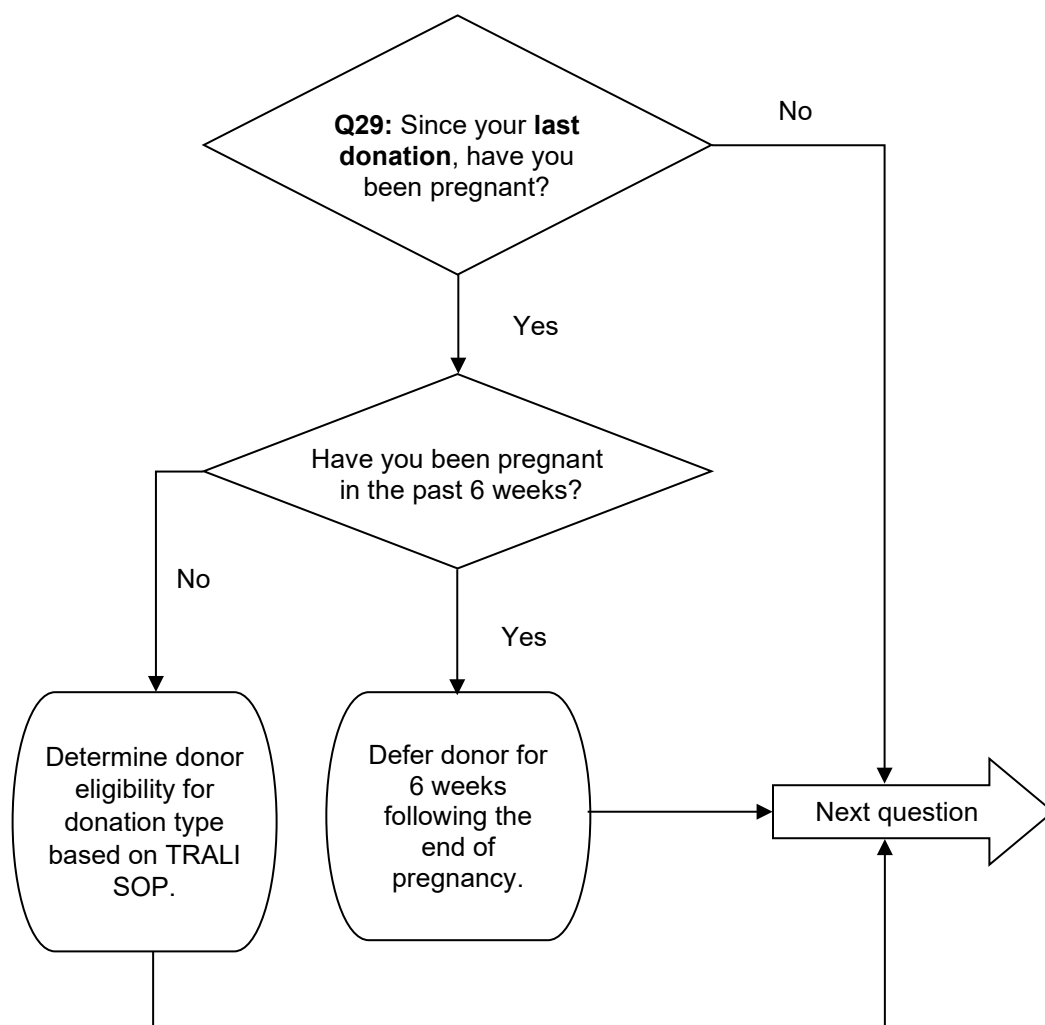 Q29: Since your last
donation, have you
been pregnant?
No
Yes
Have you been pregnant
in the past 6 weeks?
No
Yes
Determine donor
eligibility for
donation type
based on TRALI
SOP.
Defer donor for
6 weeks
following the
end of
pregnancy.
Next question